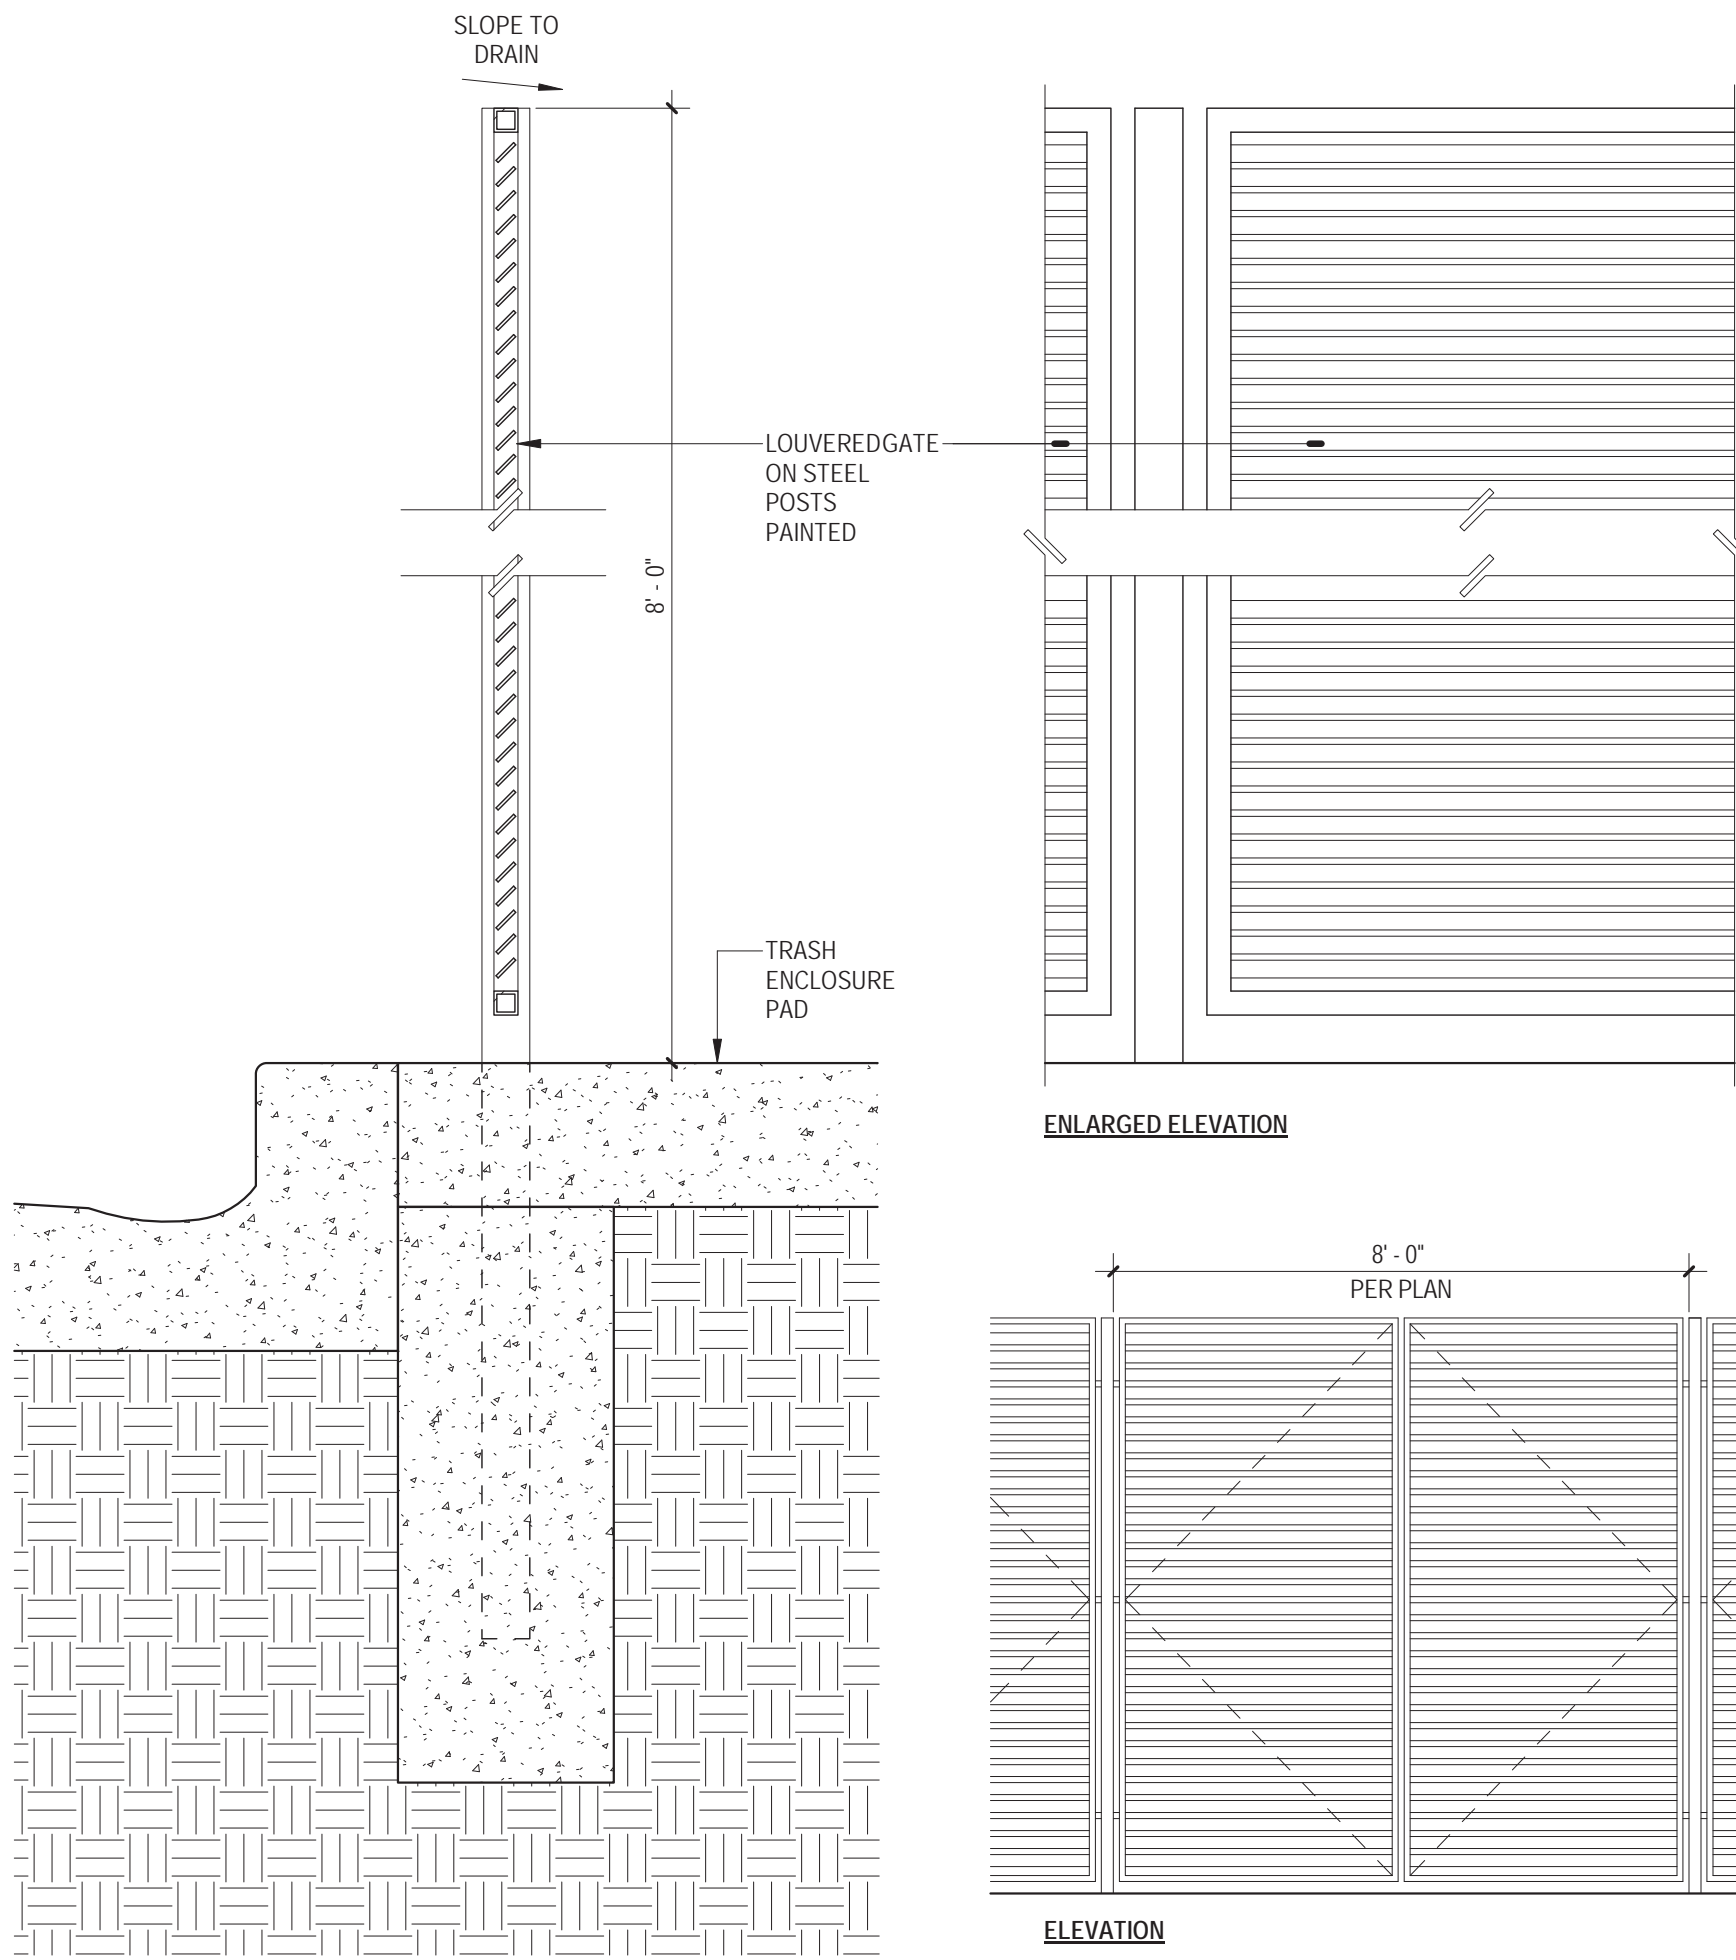 SLOPE TO
DRAIN
LOUVEREDGATE
ON STEEL
POSTS
PAINTED
8' - 0"
TRASH
ENCLOSURE
PAD
ENLARGED ELEVATION
8' - 0"
PER PLAN
ELEVATION